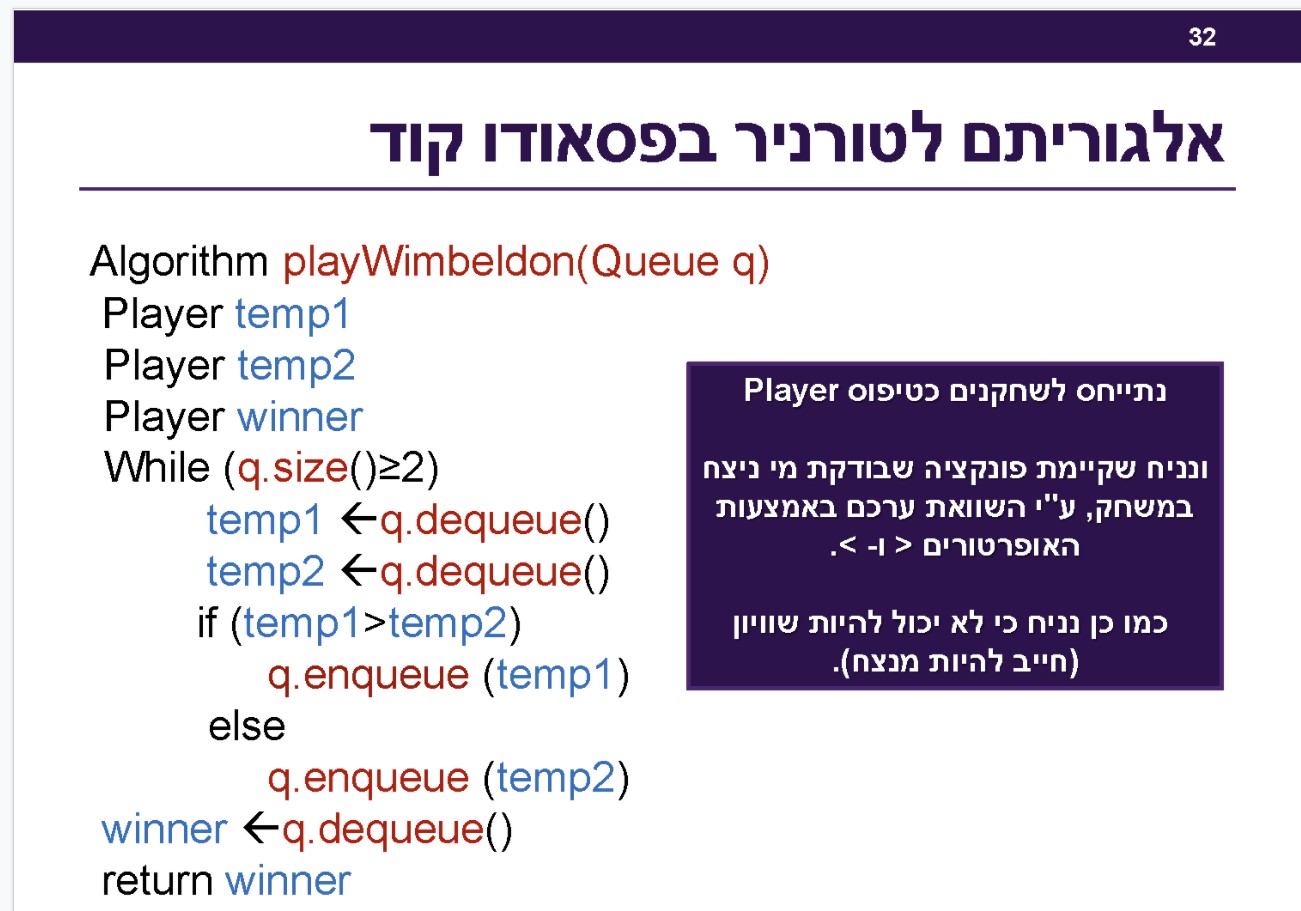 32
אלגוריתם לטורניר בפסאודו קוד
Algorithm playWimbeldon(Queue q)
Player temp1
Player temp2
Player winner
While (q.size()≥2)
temp1 ←q.dequeue()
temp2 ←q.dequeue()
if (temp1>temp2)
q.enqueue (temp1)
else
q.enqueue (temp2)
winner ←q.dequeue()
return winner
נתייחס לשחקנים כטיפוס Player
ונניח שקיימת פונקציה שבודקת מי ניצח
במשחק, ע"י השוואת ערכם באמצעות
האופרטורים > ו- <.
כמו כן נניח כי לא יכול להיות שוויון
(חייב להיות מנצח).